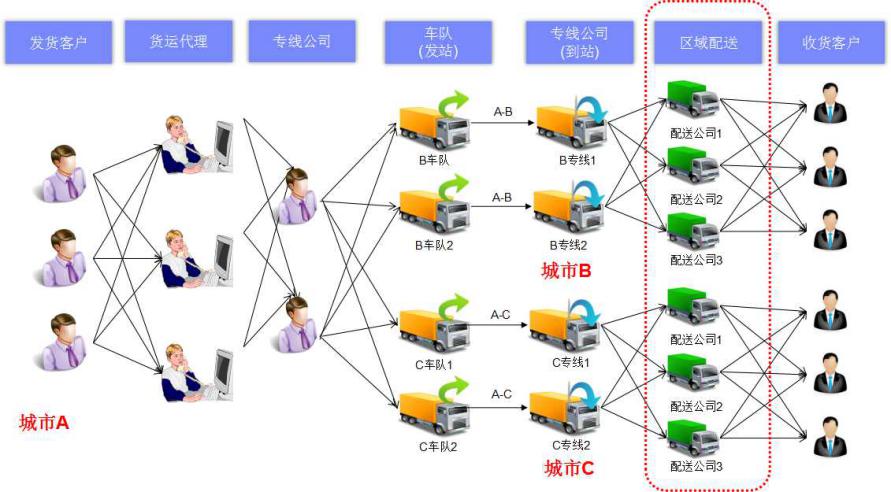 发货客户
货运代理
专线公司
车队
(发站)
专线公司
(到站)
区域配送
收货客户
A-B
B车队
B专线1
配送公司1
A-B
B车队2
B专线2
配送公司2
配送公司3
城市B
A-C
C车队1
C专线1
配送公司1
A-C
C车队2
C专线2
配送公司2
配送公司3
城市A
城市C